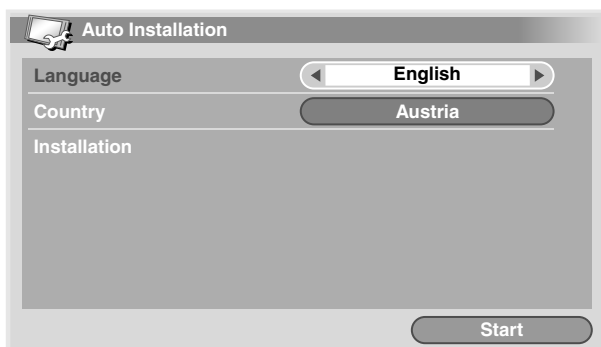 Auto Installation
Language English
Country Austria
Installation
Start